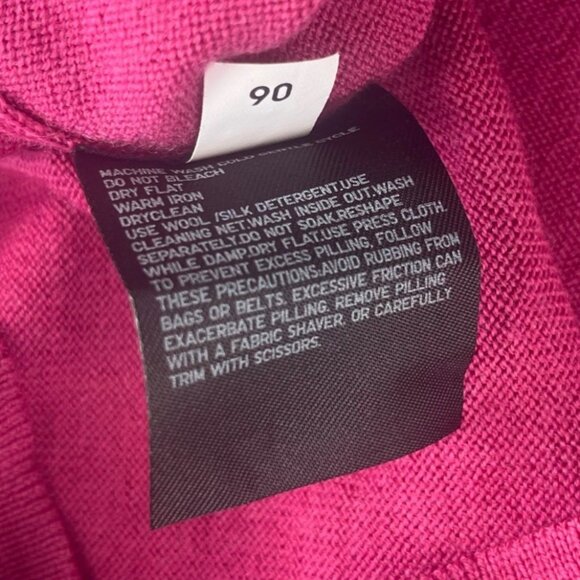 90
MACHINE WASH COLD GENTLE CYCLE
DO NOT BLEACH
DRY FLAT
WARM IRON
DRYCLEAN
USE WOOL /SILK DETERGENT.USE
CLEANING NET.WASH INSIDE OUT.WASH
SEPARATELY.DO NOT SOAK.RESHAPE
WHILE DAMP.DRY FLAT.USE PRESS CLOTH.
TO PREVENT EXCESS PILLING, FOLLOW
THESE PRECAUTIONS:AVOID RUBBING FROM
BAGS OR BELTS. EXCESSIVE FRICTION CAN
EXACERBATE PILLING. REMOVE PILLING
WITH A FABRIC SHAVER, OR CAREFULLY
TRIM WITH SCISSORS.